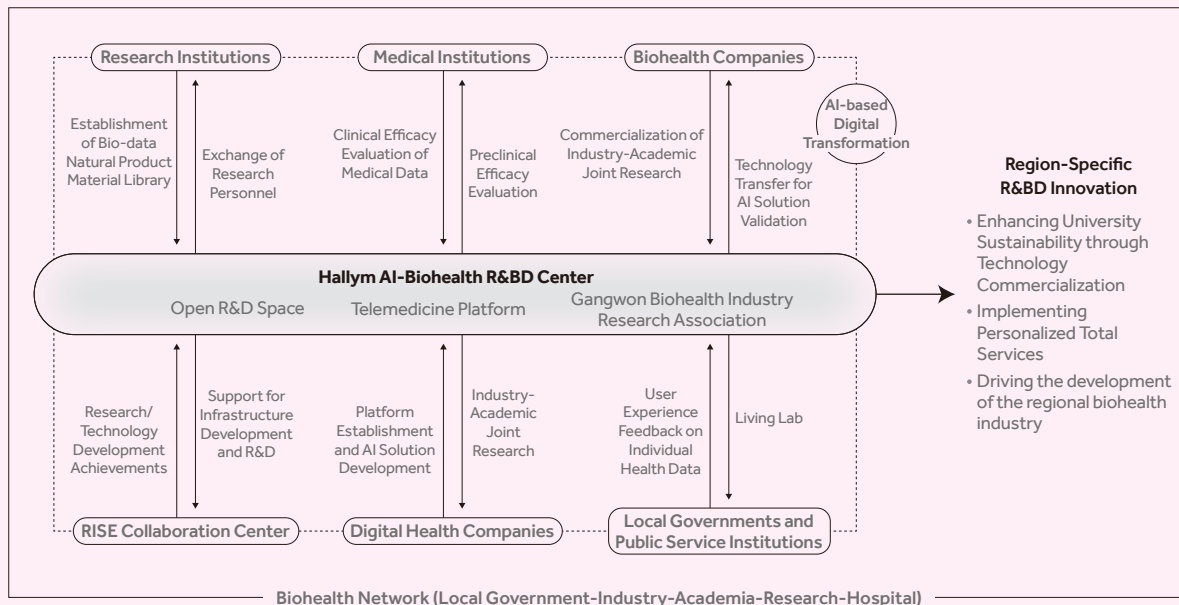 Research Institutions
Medical Institutions
Biohealth Companies
AI-based
Digital
Transformation
Establishment
of Bio-data
Natural Product
Material Library
Exchange of
Research
Personnel
Clinical Efficacy
Evaluation of
Medical Data
Preclinical
Efficacy
Evaluation
Commercialization of
Industry-Academic
Joint Research
Technology
Transfer for
AI Solution
Validation
Hallym AI-Biohealth R&BD Center
Open R&D Space
Telemedicine Platform
Gangwon Biohealth Industry
Research Association
Research/
Technology
Development
Achievements
Support for
Infrastructure
Development
and R&D
Platform
Establishment
and AI Solution
Development
Industry-
Academic
Joint
Research
User
Experience
Feedback on
Individual
Health Data
Living Lab
RISE Collaboration Center
Digital Health Companies
Local Governments and
Public Service Institutions
Region-Specific
R&BD Innovation
• Enhancing University
Sustainability through
Technology
Commercialization
• Implementing
Personalized Total
Services
• Driving the development
of the regional biohealth
industry
Biohealth Network (Local Government-Industry-Academia-Research-Hospital)